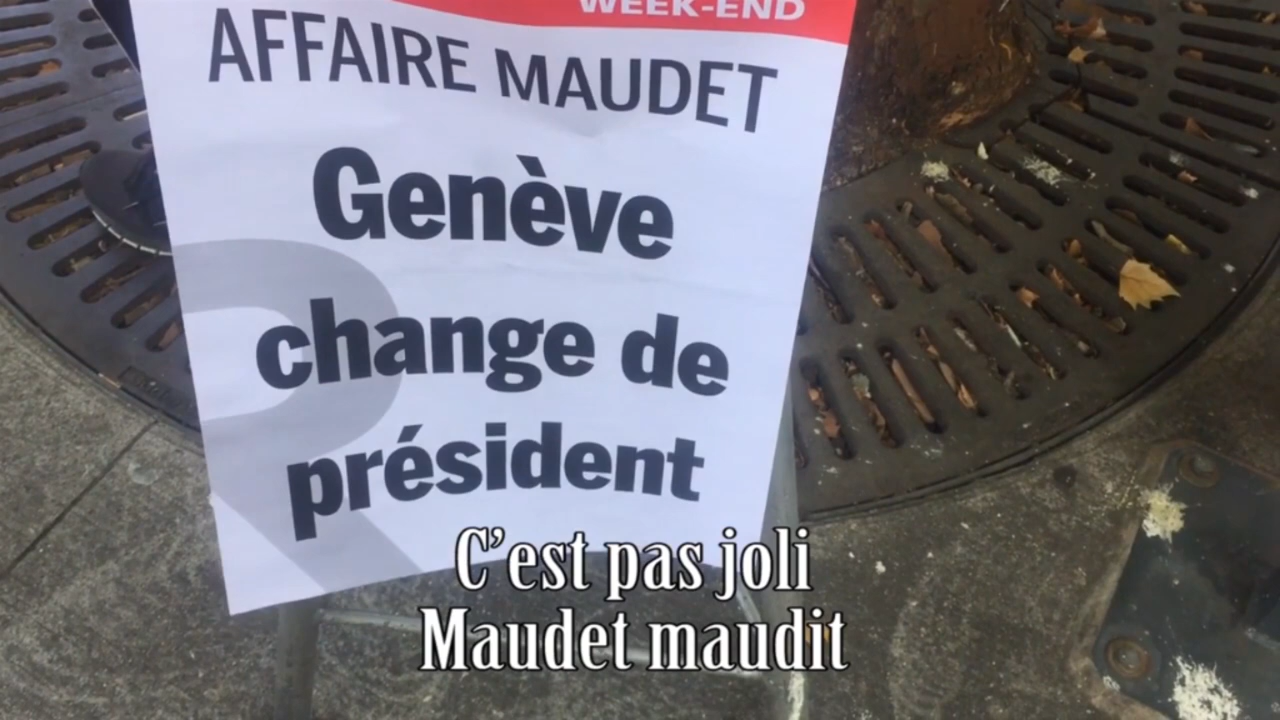 WEEK-END
AFFAIRE MAUDET
Genève
change de
président
C'est pas joli
Maudet maudit